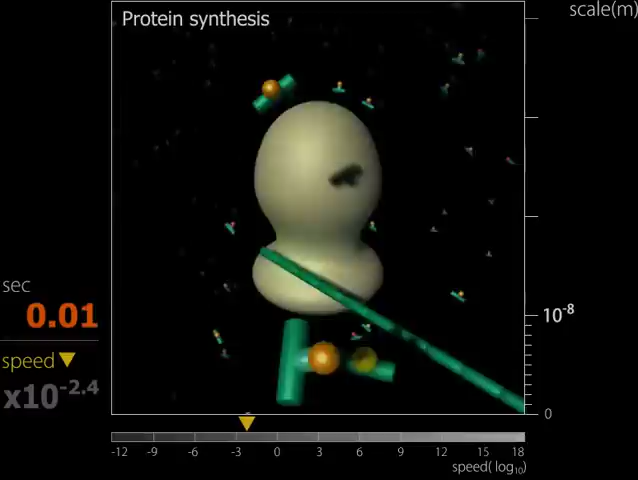 Protein synthesis
scale(m)
10⁻⁸
0
sec
0.01
speed
x10⁻²·⁴
-12 -9 -6 -3 0 3 6 9 12 15 18
speed( log₁₀)